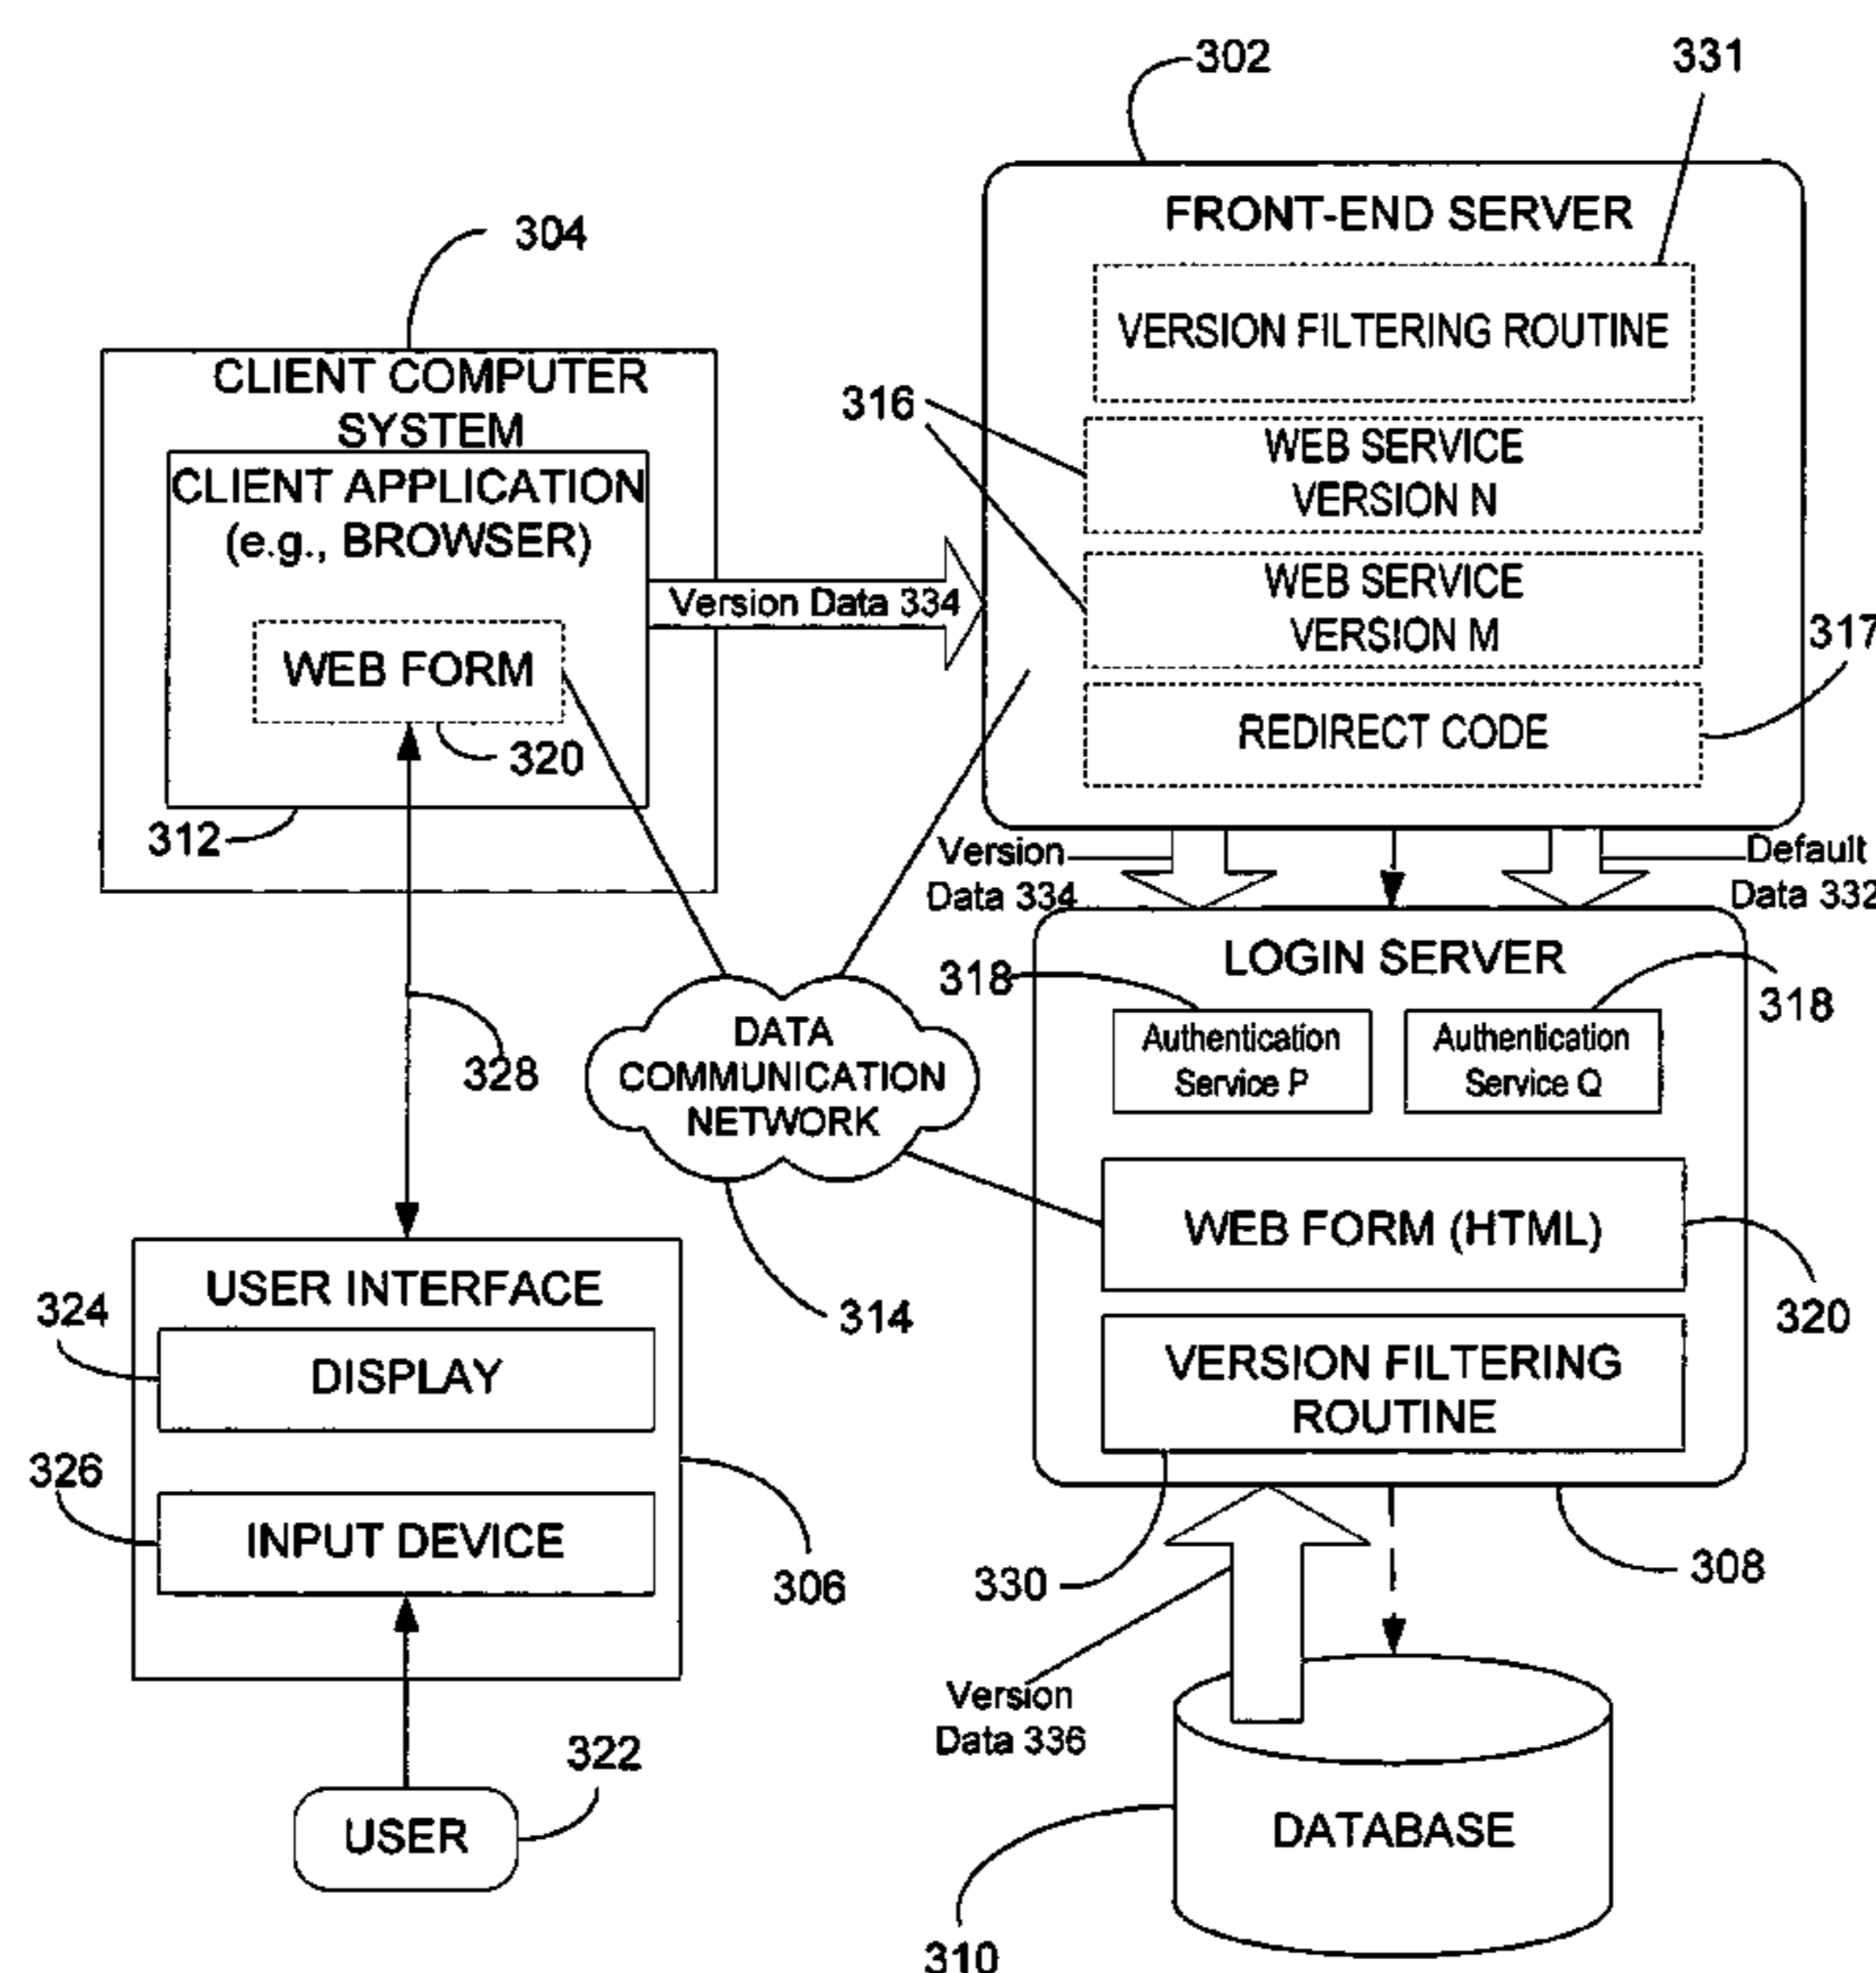 302
331
304
FRONT-END SERVER
VERSION FILTERING ROUTINE
CLIENT COMPUTER
SYSTEM
316
WEB SERVICE
VERSION N
CLIENT APPLICATION
(e.g., BROWSER)
Version Data 334
WEB SERVICE
VERSION M
317
WEB FORM
320
REDIRECT CODE
312
Version
Data 334
Default
Data 332
LOGIN SERVER
318
318
Authentication
Service P
Authentication
Service Q
DATA
COMMUNICATION
NETWORK
328
WEB FORM (HTML)
USER INTERFACE
324
314
320
DISPLAY
VERSION FILTERING
ROUTINE
326
INPUT DEVICE
306
330
308
Version
Data 336
322
USER
DATABASE
310